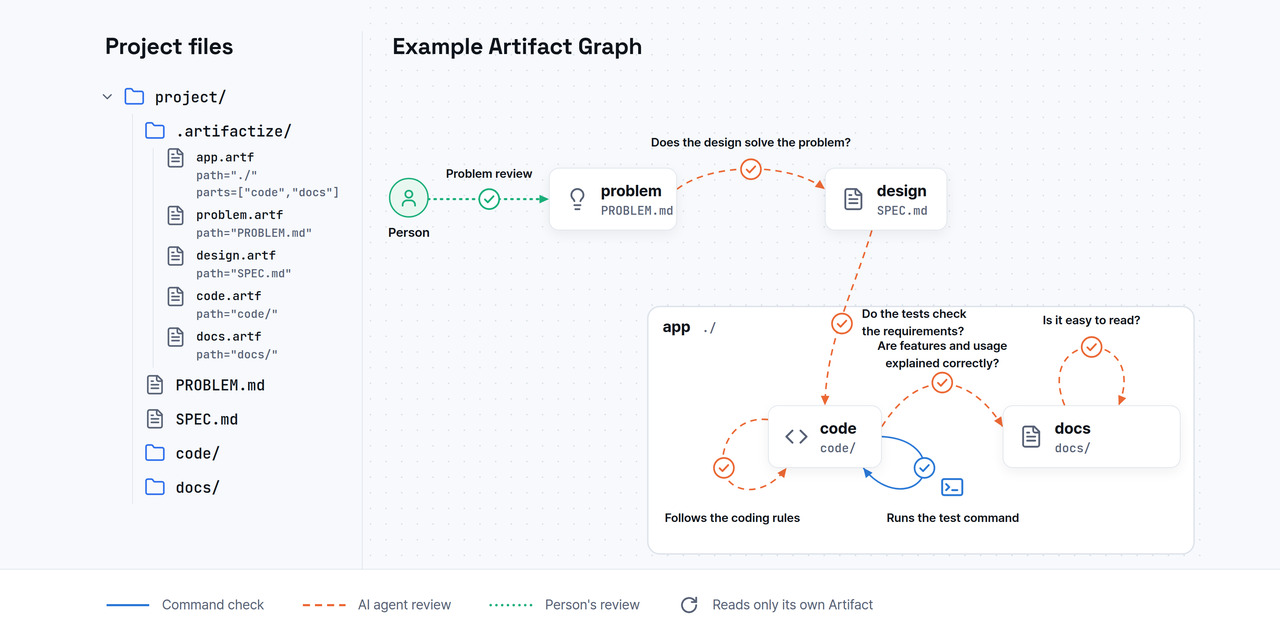 Project files
project/
.artifactize/
app.artf
path="./"
parts=["code","docs"]
problem.artf
path="PROBLEM.md"
design.artf
path="SPEC.md"
code.artf
path="code/"
docs.artf
path="docs/"
PROBLEM.md
SPEC.md
code/
docs/
Example Artifact Graph
Does the design solve the problem?
Problem review
Person
problem
PROBLEM.md
design
SPEC.md
app ./
Do the tests check
the requirements?
Are features and usage
explained correctly?
Is it easy to read?
code
code/
docs
docs/
Follows the coding rules
Runs the test command
Command check
AI agent review
Person's review
Reads only its own Artifact